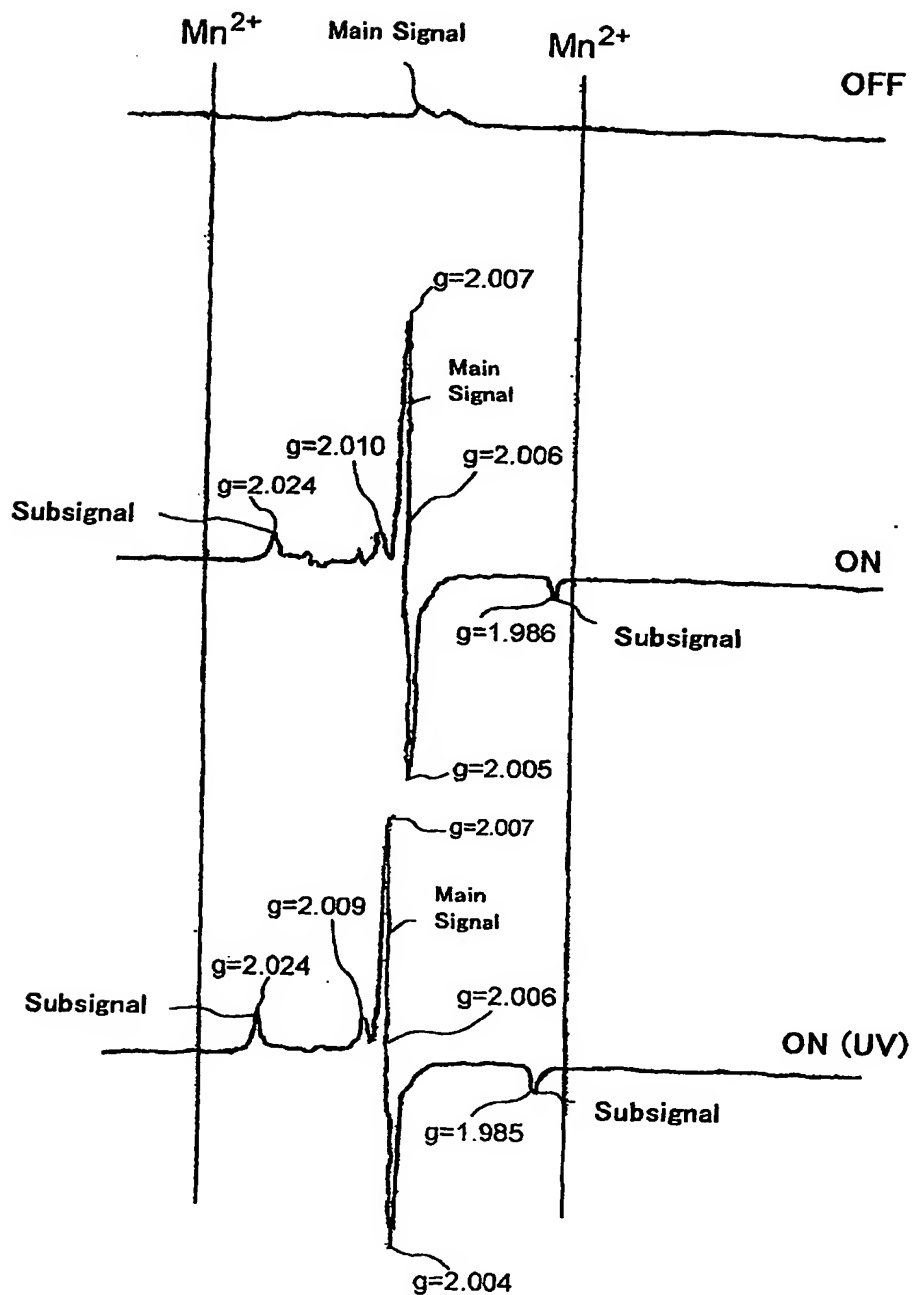 Mn2+
Main Signal
Mn2+
OFF
g=2.007
Main
Signal
g=2.010
g=2.006
g=2.024
Subsignal
ON
g=1.986
Subsignal
g=2.005
g=2.007
Main
Signal
g=2.009
g=2.024
g=2.006
Subsignal
ON (UV)
g=1.985
Subsignal
g=2.004